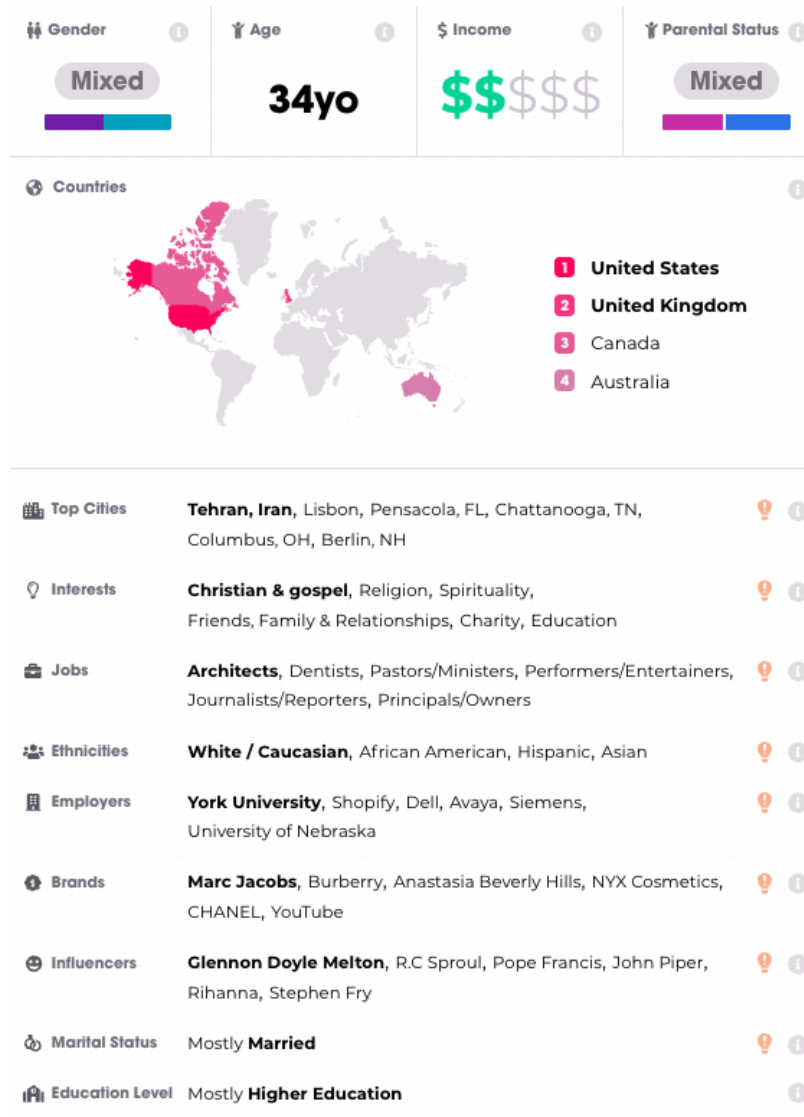 Gender
Age
$ Income
Parental Status
Mixed
34yo
$$$$$
Mixed
Countries
1 United States
2 United Kingdom
3 Canada
4 Australia
Top Cities
Tehran, Iran, Lisbon, Pensacola, FL, Chattanooga, TN,
Columbus, OH, Berlin, NH
Interests
Christian & gospel, Religion, Spirituality,
Friends, Family & Relationships, Charity, Education
Jobs
Architects, Dentists, Pastors/Ministers, Performers/Entertainers,
Journalists/Reporters, Principals/Owners
Ethnicities
White / Caucasian, African American, Hispanic, Asian
Employers
York University, Shopify, Dell, Avaya, Siemens,
University of Nebraska
Brands
Marc Jacobs, Burberry, Anastasia Beverly Hills, NYX Cosmetics,
CHANEL, YouTube
Influencers
Glennon Doyle Melton, R.C Sproul, Pope Francis, John Piper,
Rihanna, Stephen Fry
Marital Status
Mostly Married
Education Level
Mostly Higher Education